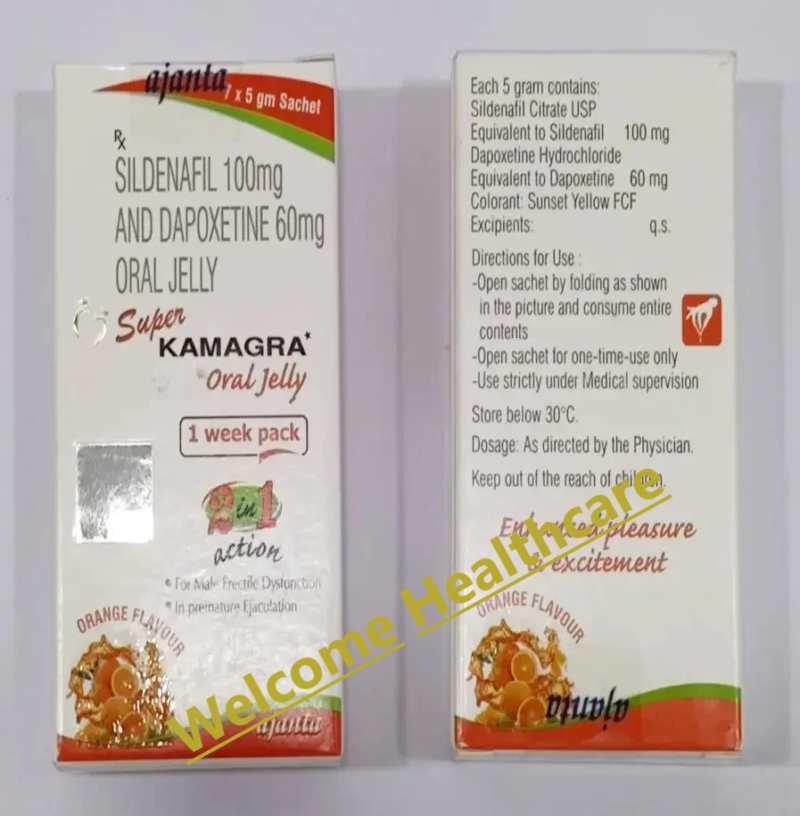 ajanta
7 x 5 gm Sachet
Rx
SILDENAFIL 100mg
AND DAPOXETINE 60mg
ORAL JELLY
Super
KAMAGRA*
Oral Jelly
1 week pack
2 in 1
action
• For Male Erectile Dysfunction
• In premature Ejaculation
ORANGE FLAVOUR
ajanta
Each 5 gram contains:
Sildenafil Citrate USP
Equivalent to Sildenafil 100 mg
Dapoxetine Hydrochloride
Equivalent to Dapoxetine 60 mg
Colorant: Sunset Yellow FCF
Excipients: q.s.
Directions for Use :
-Open sachet by folding as shown
in the picture and consume entire
contents
-Open sachet for one-time-use only
-Use strictly under Medical supervision
Store below 30°C.
Dosage: As directed by the Physician.
Keep out of the reach of children.
Enhanced pleasure
& excitement
ORANGE FLAVOUR
ajanta
Welcome Healthcare